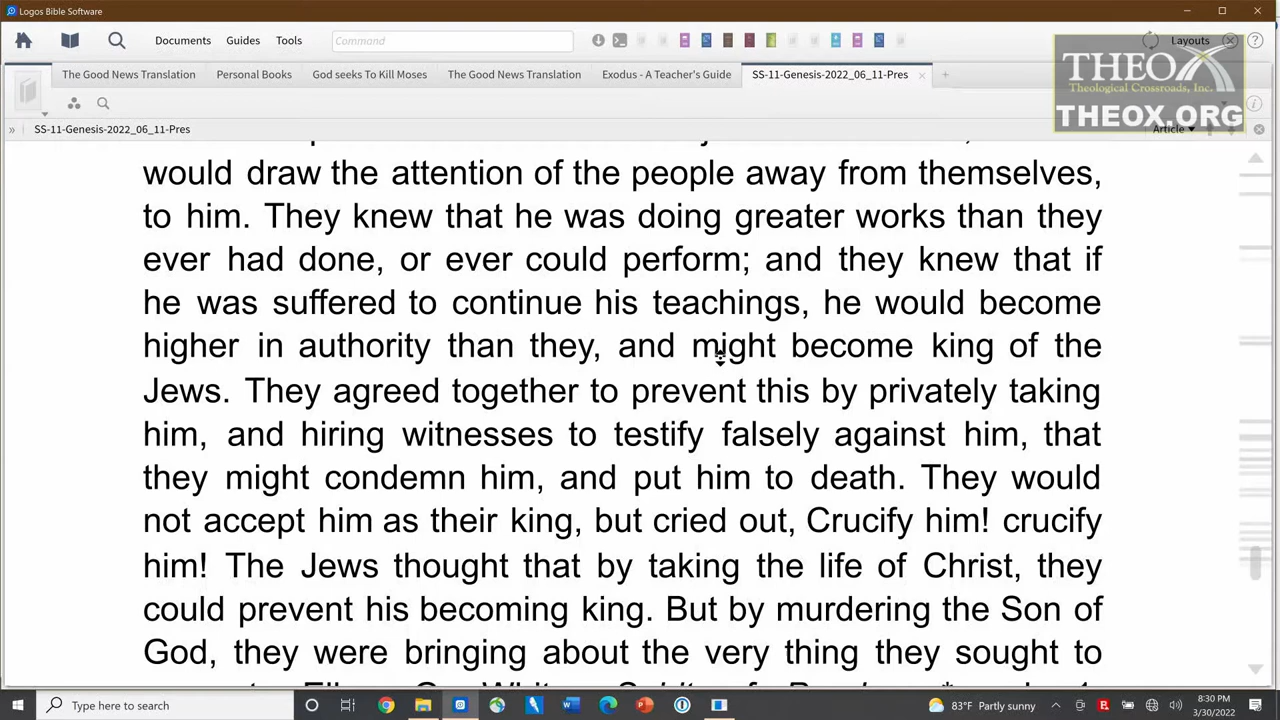 Logos Bible Software
Documents Guides Tools Command Layouts
THEOX
Theological Crossroads, Inc.
THEOX.ORG
The Good News Translation Personal Books God seeks To Kill Moses The Good News Translation Exodus - A Teacher's Guide SS-11-Genesis-2022_06_11-Pres
SS-11-Genesis-2022_06_11-Pres Article
would draw the attention of the people away from themselves,
to him. They knew that he was doing greater works than they
ever had done, or ever could perform; and they knew that if
he was suffered to continue his teachings, he would become
higher in authority than they, and might become king of the
Jews. They agreed together to prevent this by privately taking
him, and hiring witnesses to testify falsely against him, that
they might condemn him, and put him to death. They would
not accept him as their king, but cried out, Crucify him! crucify
him! The Jews thought that by taking the life of Christ, they
could prevent his becoming king. But by murdering the Son of
God, they were bringing about the very thing they sought to
Type here to search 83°F Partly sunny 8:30 PM
3/30/2022